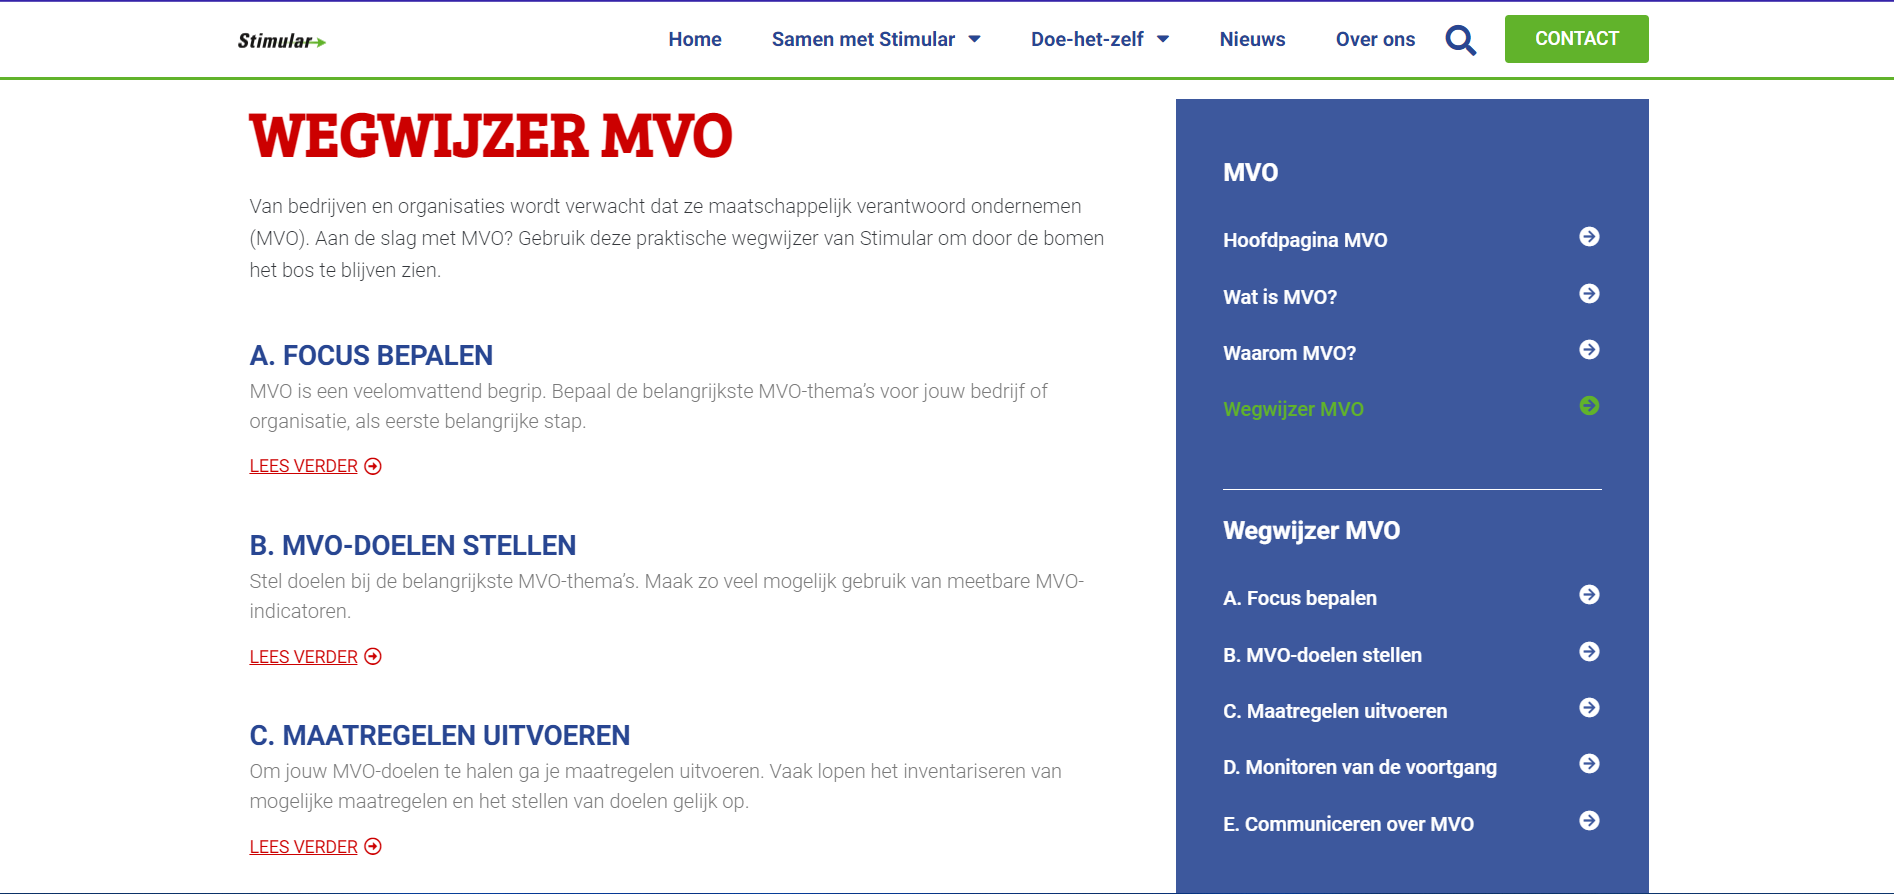 Stimular
Home
Samen met Stimular
Doe-het-zelf
Nieuws
Over ons
CONTACT
WEGWIJZER MVO
Van bedrijven en organisaties wordt verwacht dat ze maatschappelijk verantwoord ondernemen
(MVO). Aan de slag met MVO? Gebruik deze praktische wegwijzer van Stimular om door de bomen
het bos te blijven zien.
A. FOCUS BEPALEN
MVO is een veelomvattend begrip. Bepaal de belangrijkste MVO-thema’s voor jouw bedrijf of
organisatie, als eerste belangrijke stap.
LEES VERDER
B. MVO-DOELEN STELLEN
Stel doelen bij de belangrijkste MVO-thema’s. Maak zo veel mogelijk gebruik van meetbare MVO-
indicatoren.
LEES VERDER
C. MAATREGELEN UITVOEREN
Om jouw MVO-doelen te halen ga je maatregelen uitvoeren. Vaak lopen het inventariseren van
mogelijke maatregelen en het stellen van doelen gelijk op.
LEES VERDER
MVO
Hoofdpagina MVO
Wat is MVO?
Waarom MVO?
Wegwijzer MVO
Wegwijzer MVO
A. Focus bepalen
B. MVO-doelen stellen
C. Maatregelen uitvoeren
D. Monitoren van de voortgang
E. Communiceren over MVO